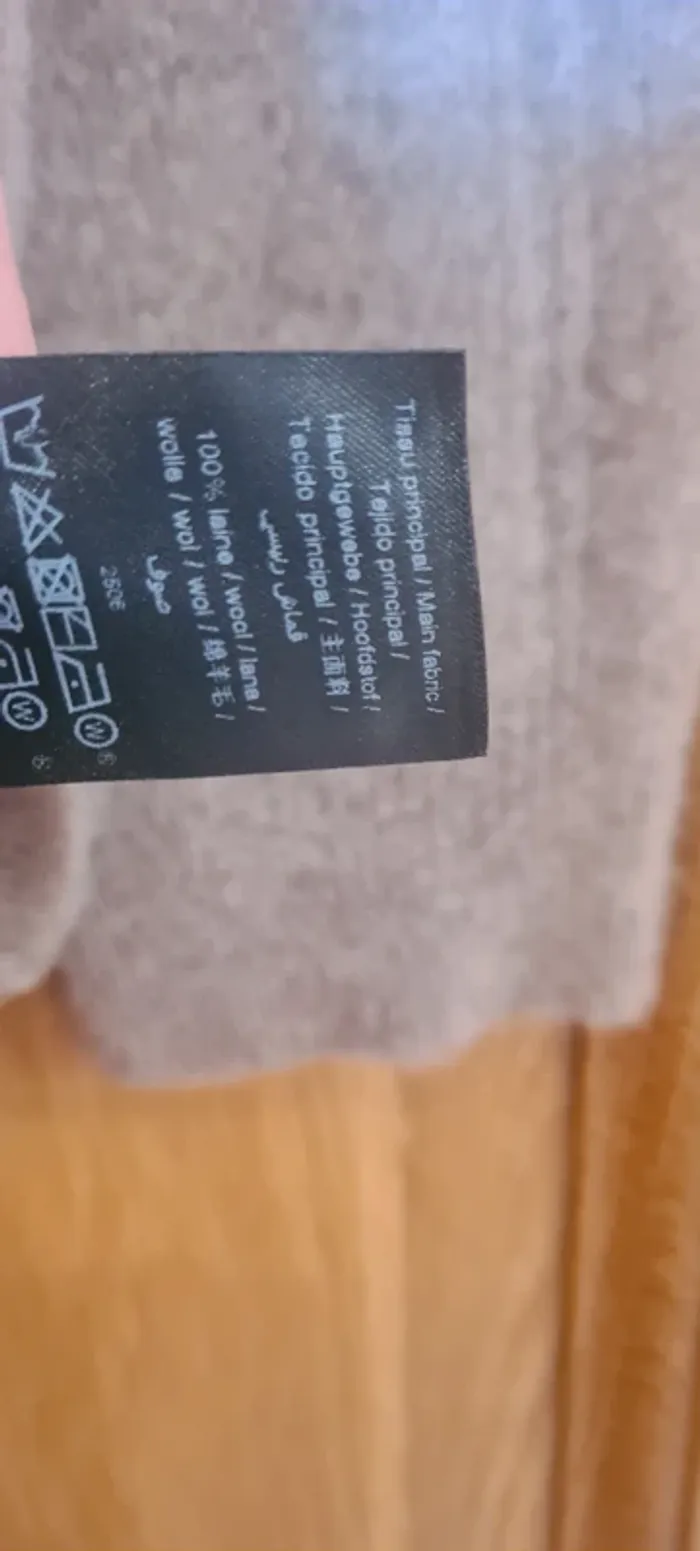 Tissu principal / Main fabric /
Tejido principal /
Hauptgewebe / Hoofdstof /
Tecido principal / 主面料 /
قماش رئيسي
100% laine / wool / lana /
wolle / wol / wol / 绵羊毛 /
صوف